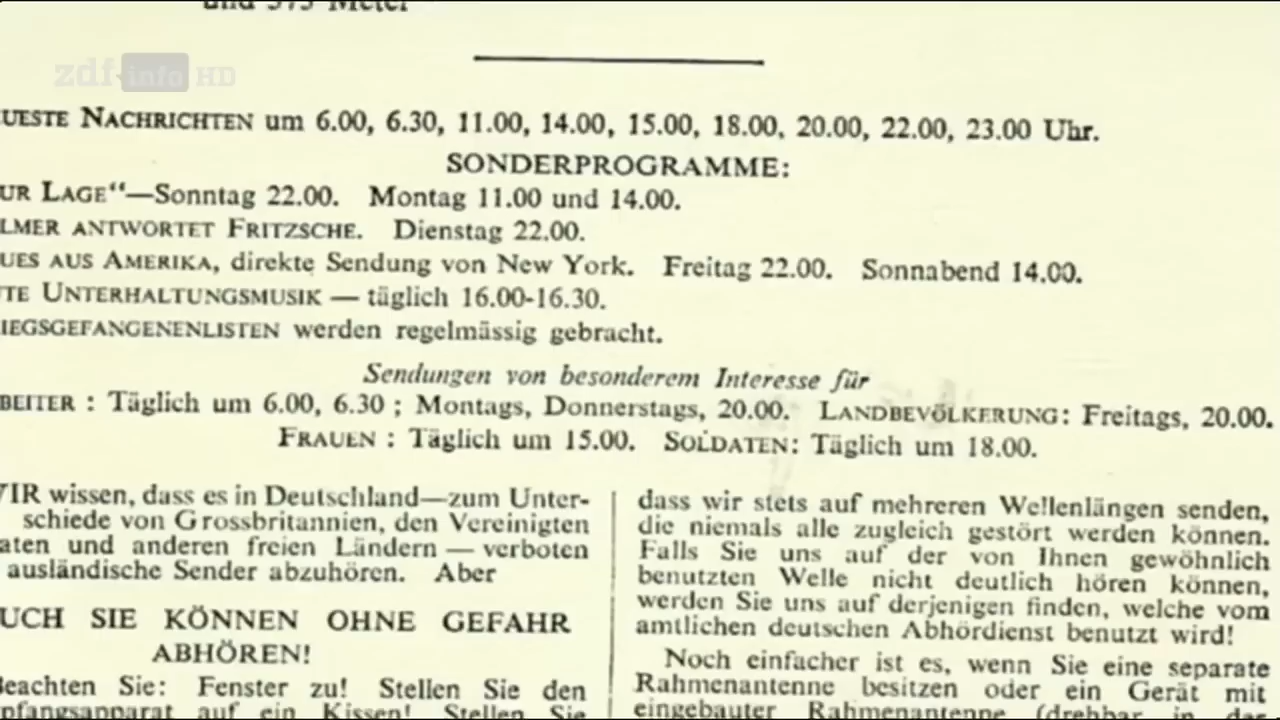 und 373 Meter
zdf info HD
UESTE NACHRICHTEN um 6.00, 6.30, 11.00, 14.00, 15.00, 18.00, 20.00, 22.00, 23.00 Uhr.
SONDERPROGRAMME:
UR LAGE“—Sonntag 22.00. Montag 11.00 und 14.00.
LMER ANTWORTET FRITZSCHE. Dienstag 22.00.
UES AUS AMERIKA, direkte Sendung von New York. Freitag 22.00. Sonnabend 14.00.
TE UNTERHALTUNGSMUSIK — täglich 16.00-16.30.
IEGSGEFANGENENLISTEN werden regelmässig gebracht.
Sendungen von besonderem Interesse für
BEITER : Täglich um 6.00, 6.30 ; Montags, Donnerstags, 20.00. LANDBEVÖLKERUNG: Freitags, 20.00.
FRAUEN : Täglich um 15.00. SOLDATEN: Täglich um 18.00.
IR wissen, dass es in Deutschland—zum Unter-
schiede von Grossbritannien, den Vereinigten
aten und anderen freien Ländern — verboten
ausländische Sender abzuhören. Aber
UCH SIE KÖNNEN OHNE GEFAHR
ABHÖREN!
Beachten Sie: Fenster zu! Stellen Sie den
pfangsapparat auf ein Kissen! Stellen Sie
dass wir stets auf mehreren Wellenlängen senden,
die niemals alle zugleich gestört werden können.
Falls Sie uns auf der von Ihnen gewöhnlich
benutzten Welle nicht deutlich hören können,
werden Sie uns auf derjenigen finden, welche vom
amtlichen deutschen Abhördienst benutzt wird!
Noch einfacher ist es, wenn Sie eine separate
Rahmenantenne besitzen oder ein Gerät mit
eingebauter Rahmenantenne (drehbar in das